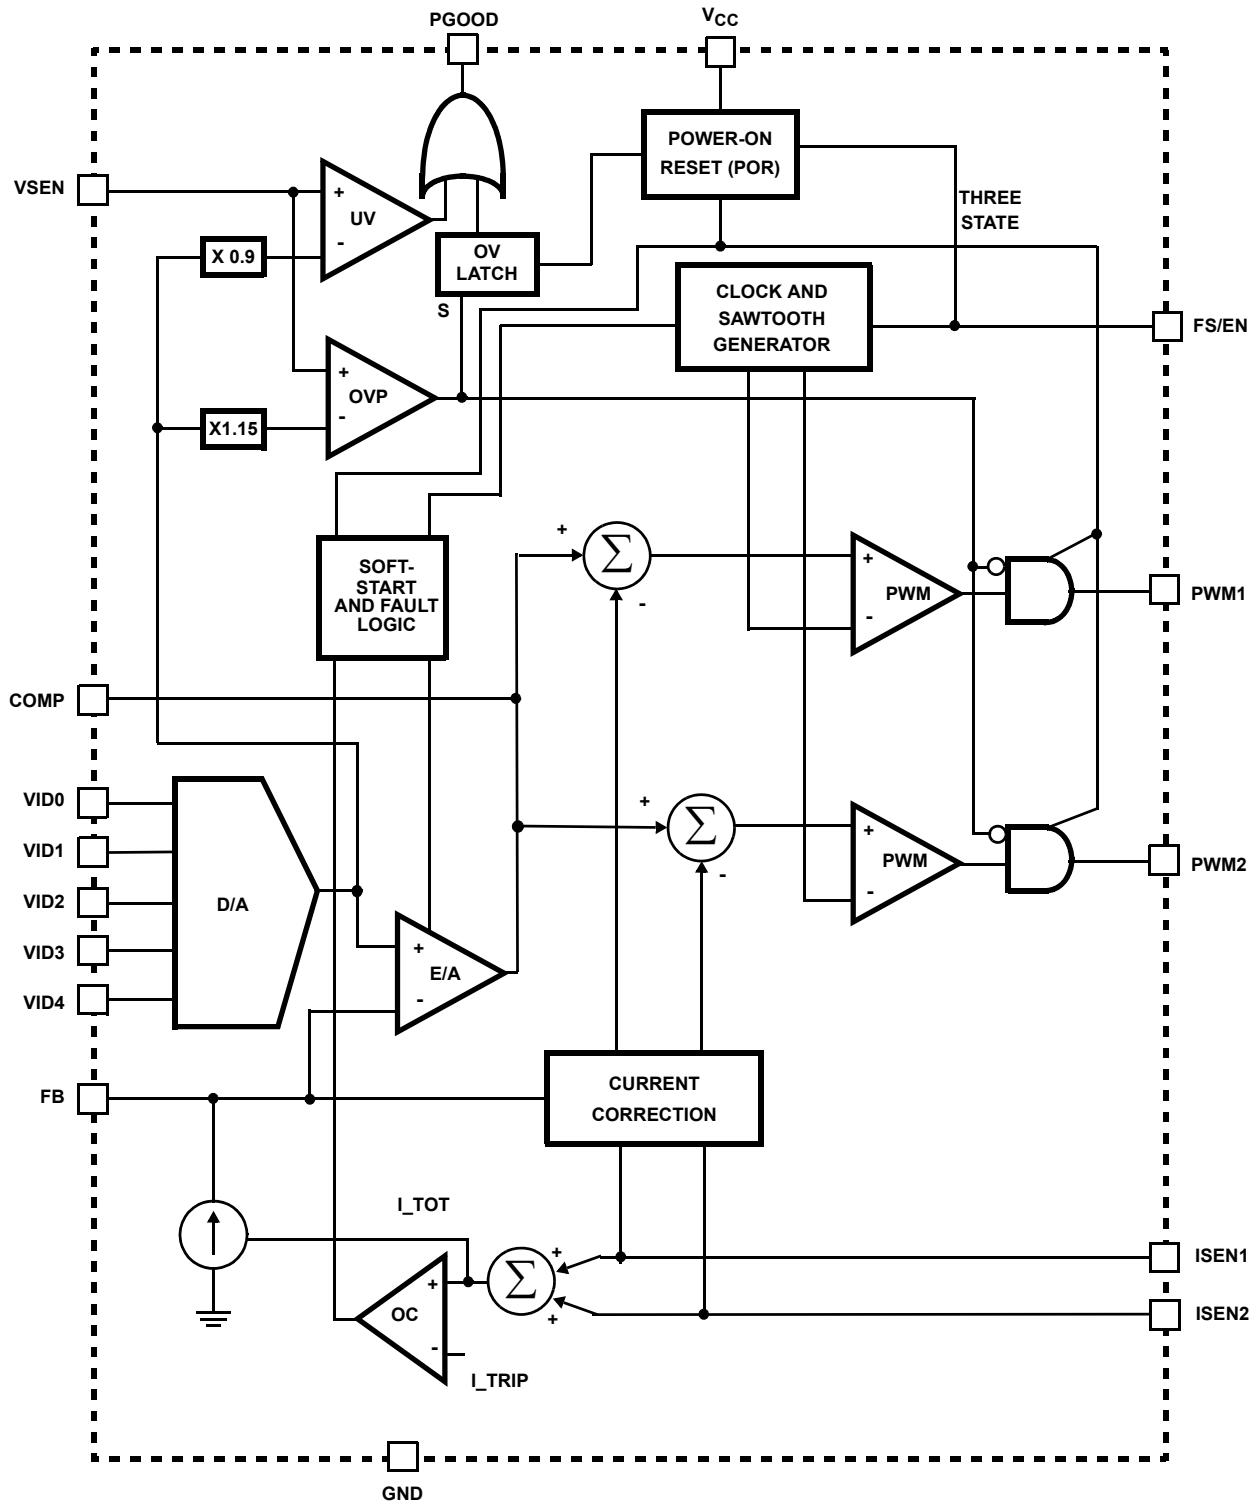 PGOOD
VCC
VSEN
+
UV
-
POWER-ON
RESET (POR)
THREE
STATE
X 0.9
OV
LATCH
S
CLOCK AND
SAWTOOTH
GENERATOR
FS/EN
+
OVP
-
X1.15
SOFT-
START
AND FAULT
LOGIC
+
Σ
-
+
PWM
-
PWM1
COMP
VID0
VID1
VID2
VID3
VID4
D/A
+
Σ
-
+
PWM
-
PWM2
+
E/A
-
FB
CURRENT
CORRECTION
I_TOT
+
Σ
+
ISEN1
ISEN2
+
OC
-
I_TRIP
GND